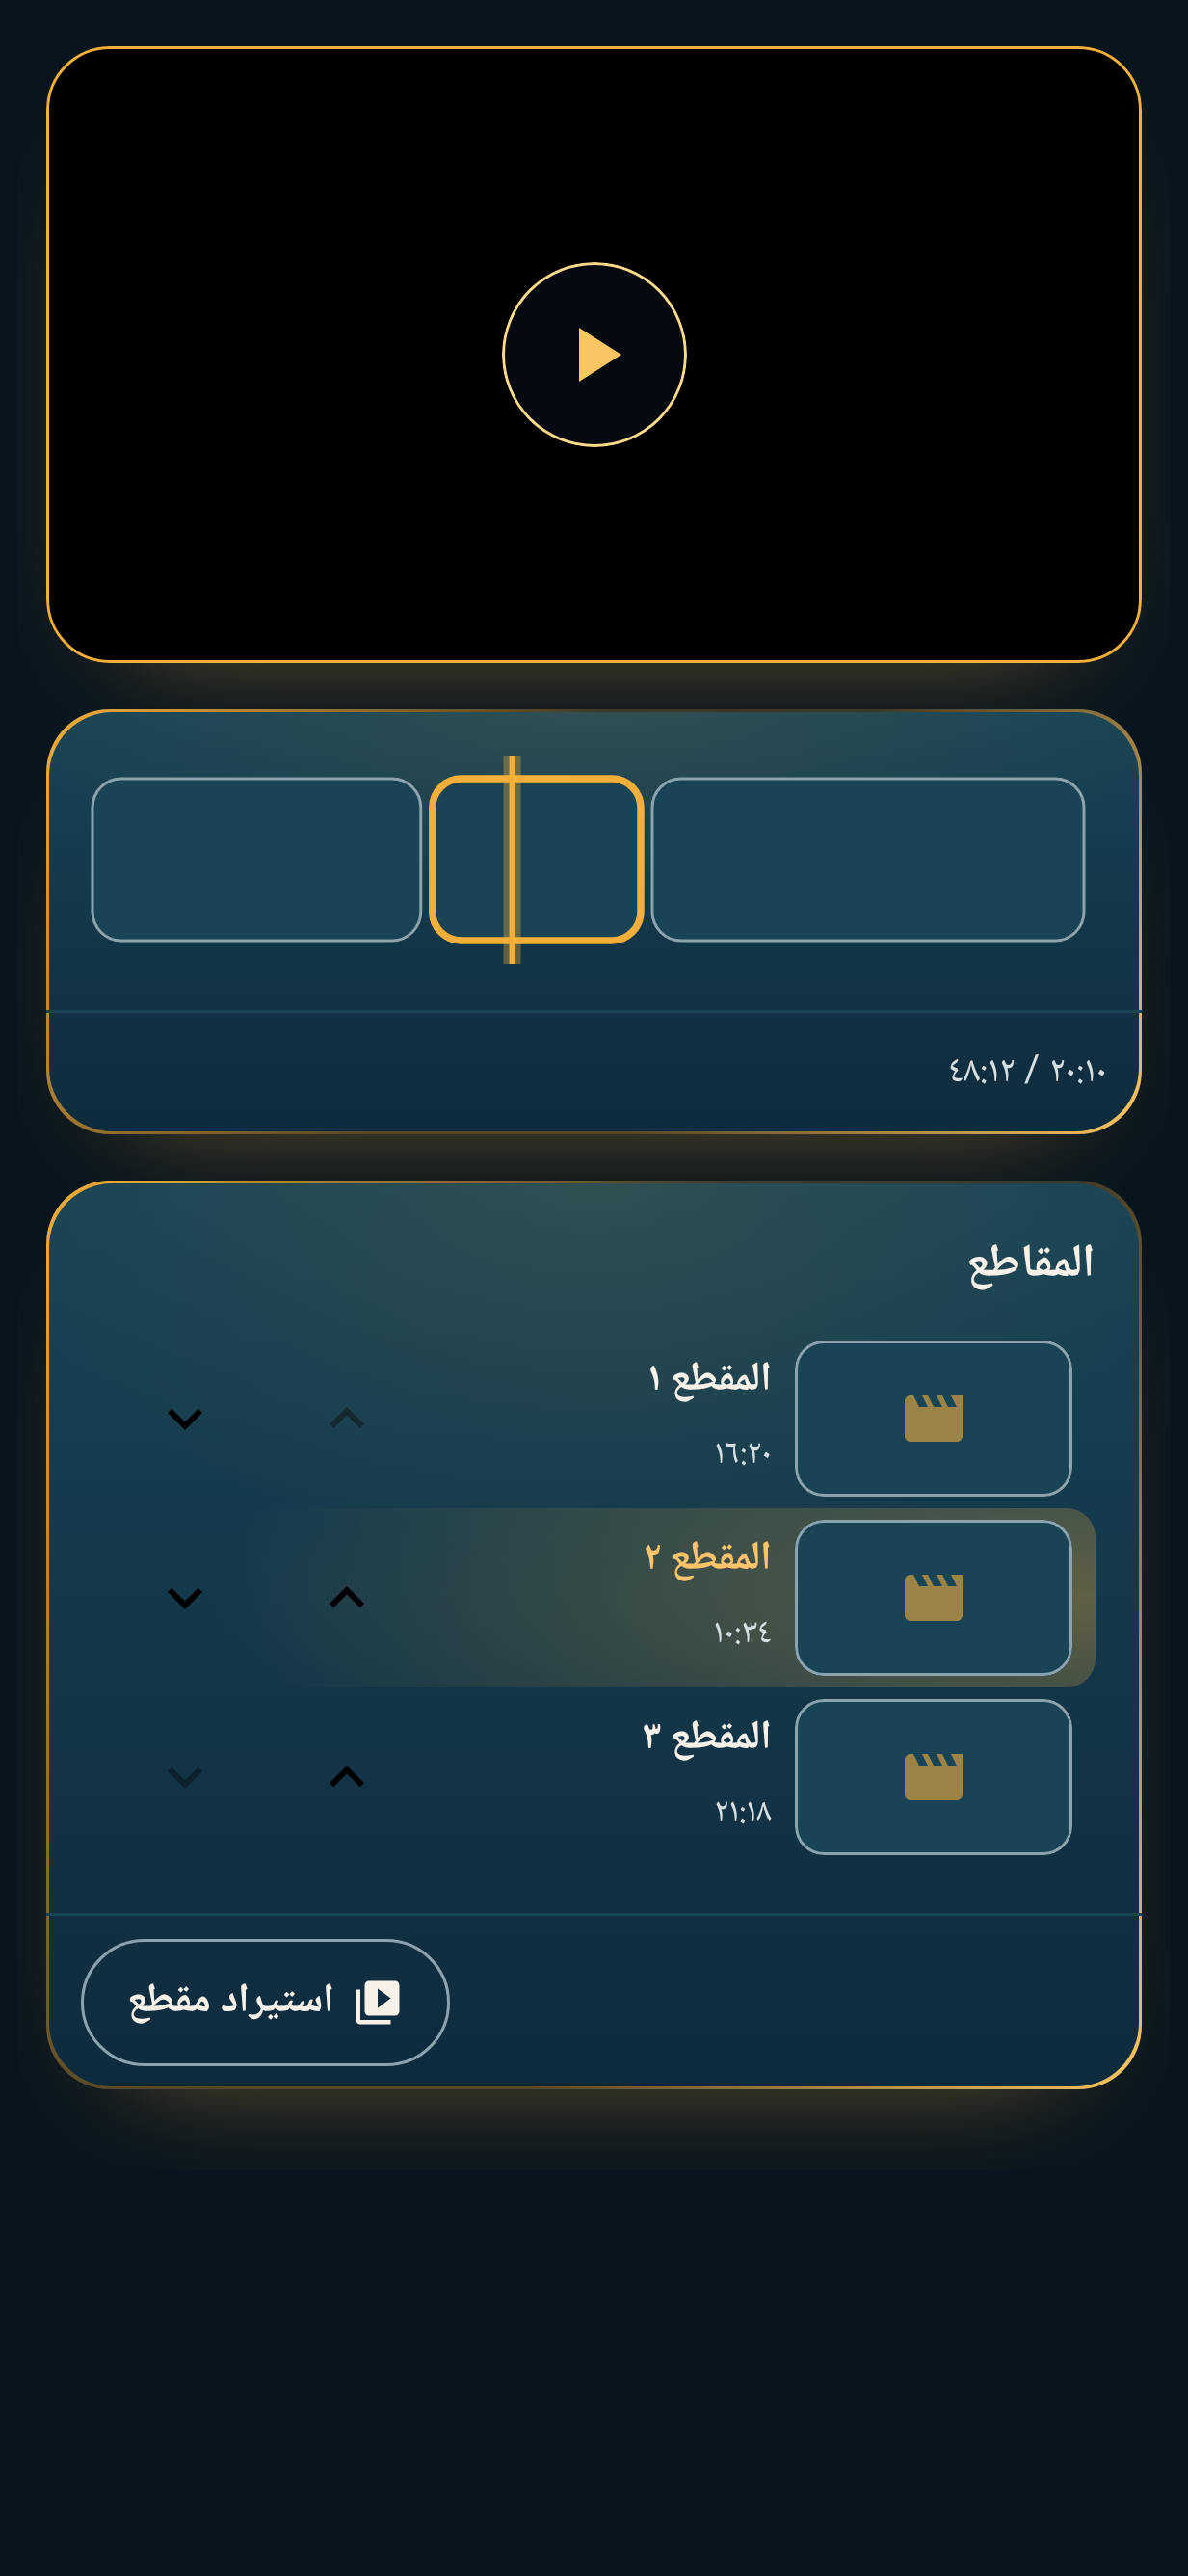 ٢٠:١٠ / ٤٨:١٢
المقاطع
المقطع ١
١٦:٢٠
المقطع ٢
١٠:٣٤
المقطع ٣
٢١:١٨
استيراد مقطع